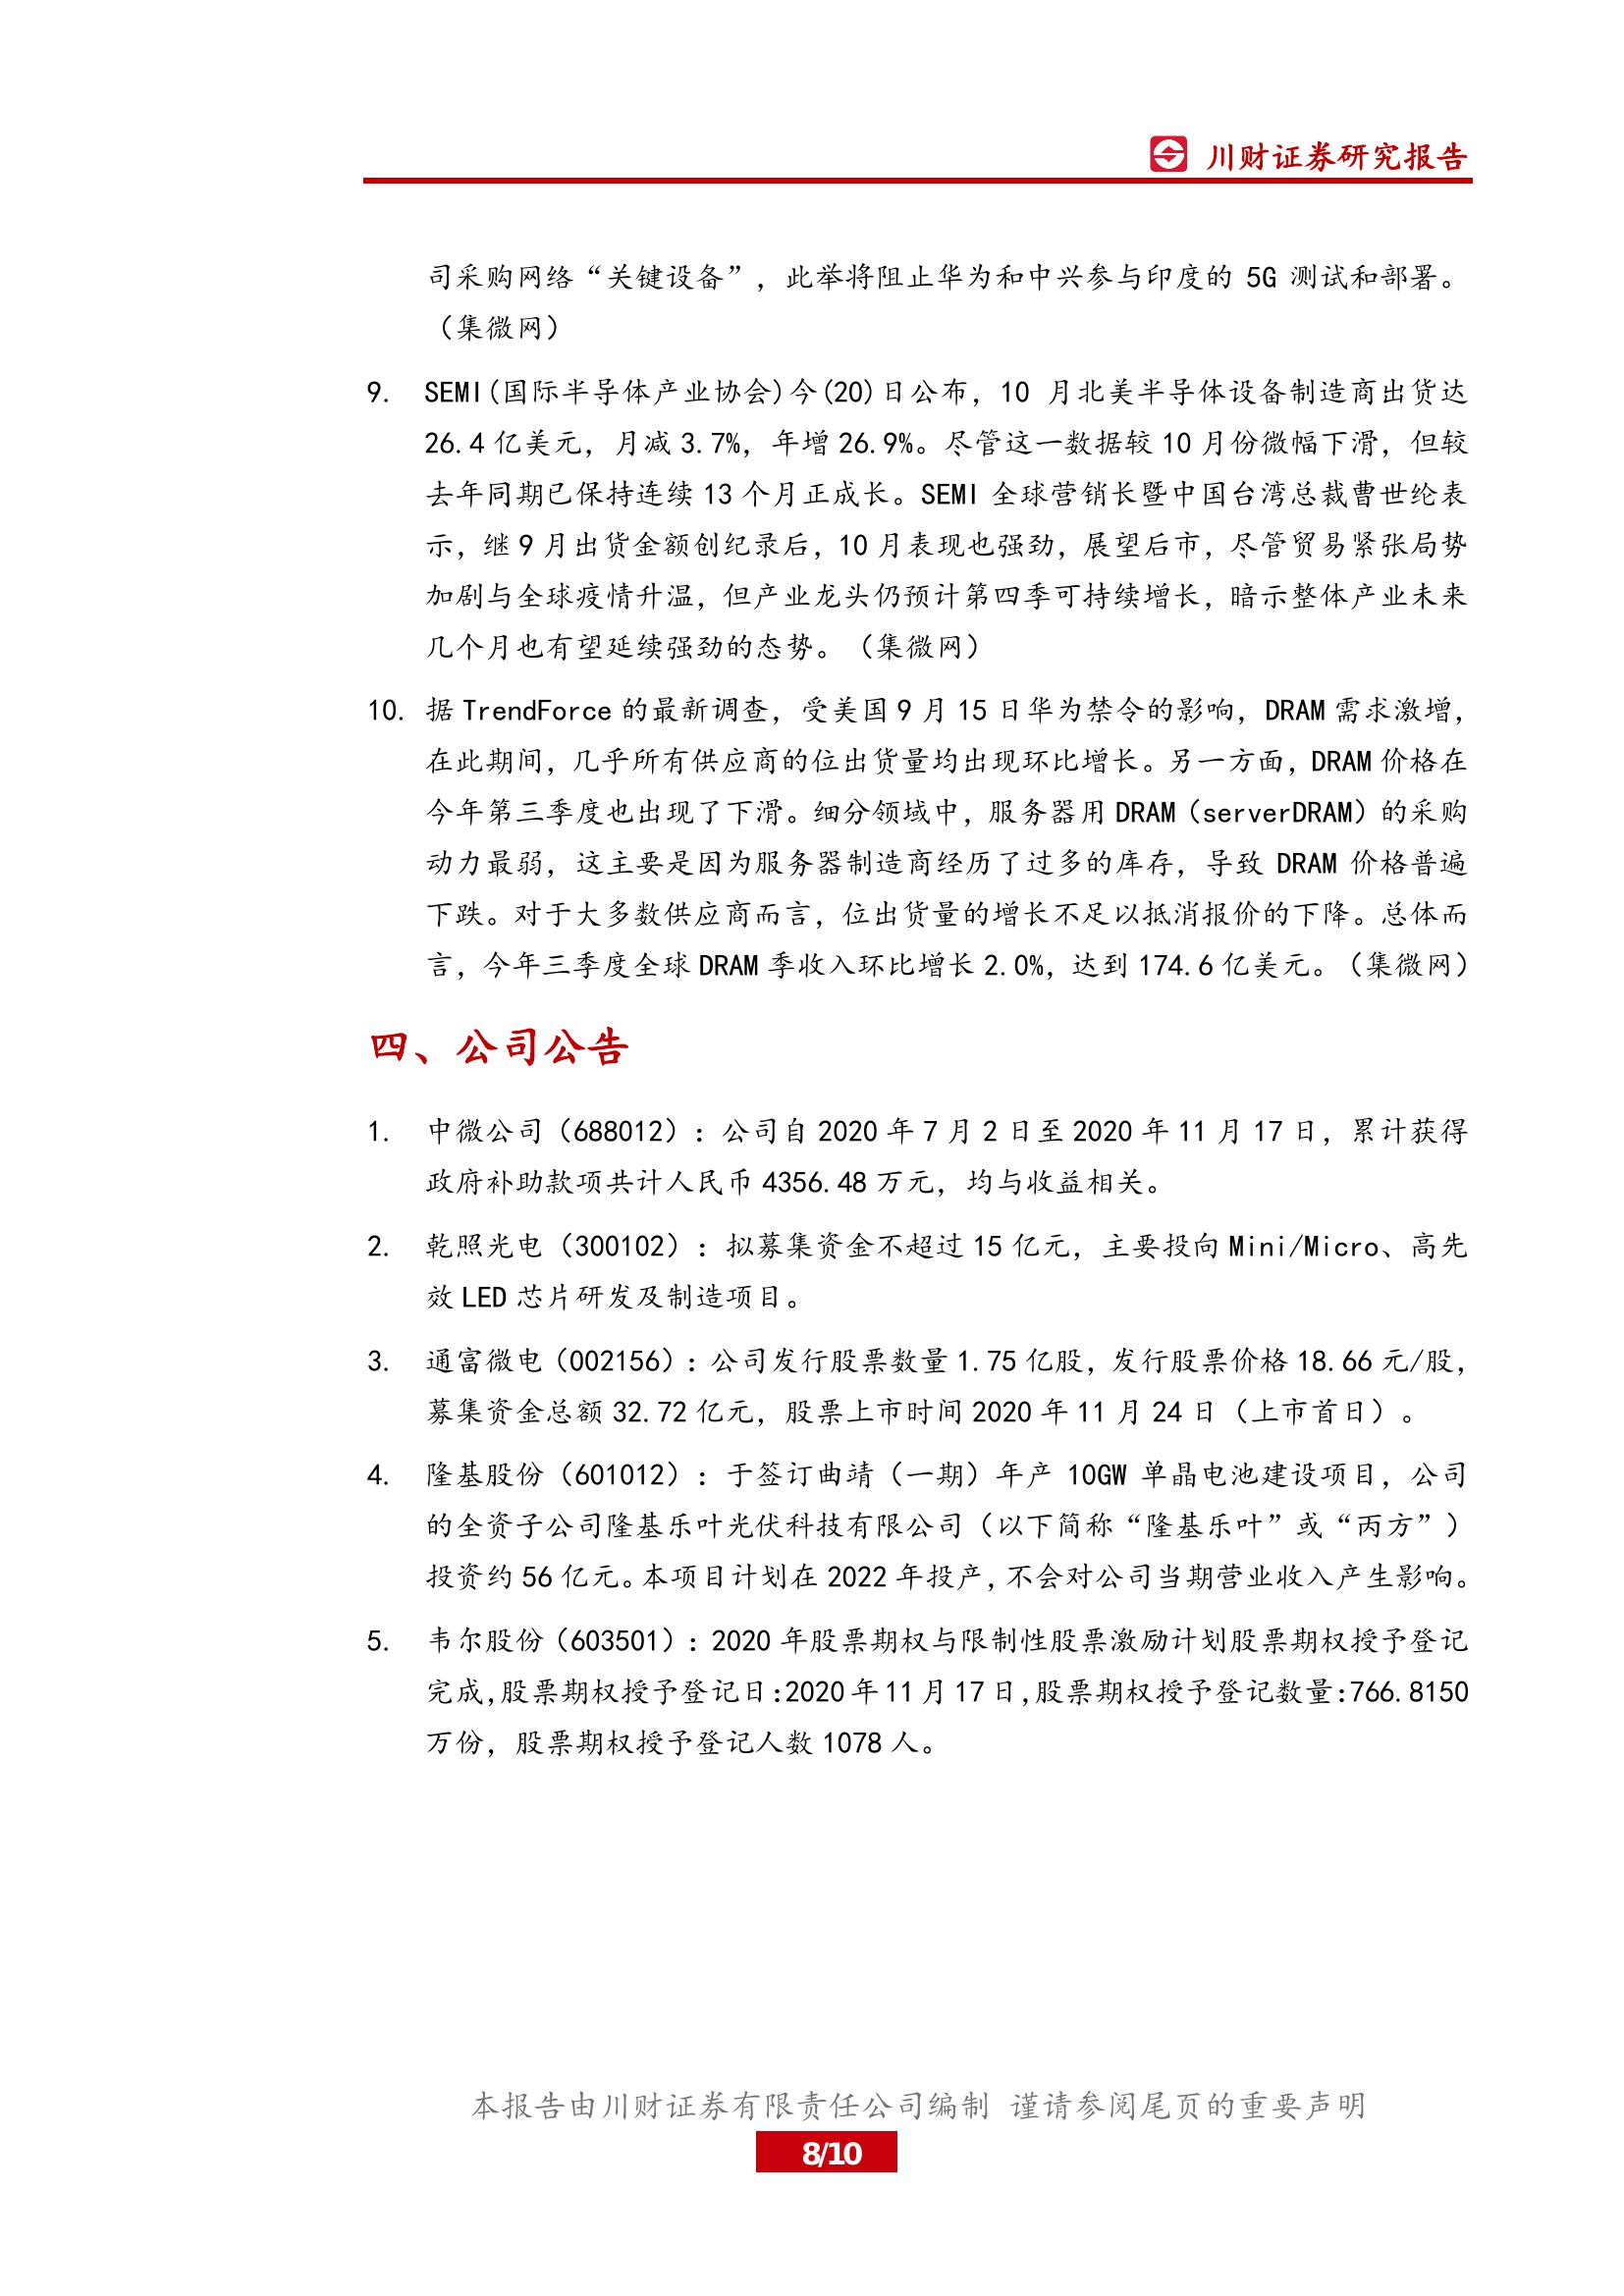 川财证券研究报告
司采购网络“关键设备”，此举将阻止华为和中兴参与印度的 5G 测试和部署。
（集微网）
9. SEMI(国际半导体产业协会)今(20)日公布，10 月北美半导体设备制造商出货达
26.4 亿美元，月减 3.7%，年增 26.9%。尽管这一数据较 10 月份微幅下滑，但较
去年同期已保持连续 13 个月正成长。SEMI 全球营销长暨中国台湾总裁曹世纶表
示，继 9 月出货金额创纪录后，10 月表现也强劲，展望后市，尽管贸易紧张局势
加剧与全球疫情升温，但产业龙头仍预计第四季可持续增长，暗示整体产业未来
几个月也有望延续强劲的态势。（集微网）
10. 据 TrendForce 的最新调查，受美国 9 月 15 日华为禁令的影响，DRAM 需求激增，
在此期间，几乎所有供应商的位出货量均出现环比增长。另一方面，DRAM 价格在
今年第三季度也出现了下滑。细分领域中，服务器用 DRAM（serverDRAM）的采购
动力最弱，这主要是因为服务器制造商经历了过多的库存，导致 DRAM 价格普遍
下跌。对于大多数供应商而言，位出货量的增长不足以抵消报价的下降。总体而
言，今年三季度全球 DRAM 季收入环比增长 2.0%，达到 174.6 亿美元。（集微网）
四、公司公告
1. 中微公司（688012）：公司自 2020 年 7 月 2 日至 2020 年 11 月 17 日，累计获得
政府补助款项共计人民币 4356.48 万元，均与收益相关。
2. 乾照光电（300102）：拟募集资金不超过 15 亿元，主要投向 Mini/Micro、高先
效 LED 芯片研发及制造项目。
3. 通富微电（002156）：公司发行股票数量 1.75 亿股，发行股票价格 18.66 元/股，
募集资金总额 32.72 亿元，股票上市时间 2020 年 11 月 24 日（上市首日）。
4. 隆基股份（601012）：于签订曲靖（一期）年产 10GW 单晶电池建设项目，公司
的全资子公司隆基乐叶光伏科技有限公司（以下简称“隆基乐叶”或“丙方”）
投资约 56 亿元。本项目计划在 2022 年投产，不会对公司当期营业收入产生影响。
5. 韦尔股份（603501）：2020 年股票期权与限制性股票激励计划股票期权授予登记
完成，股票期权授予登记日：2020 年 11 月 17 日，股票期权授予登记数量：766.8150
万份，股票期权授予登记人数 1078 人。
本报告由川财证券有限责任公司编制 谨请参阅尾页的重要声明
8/10